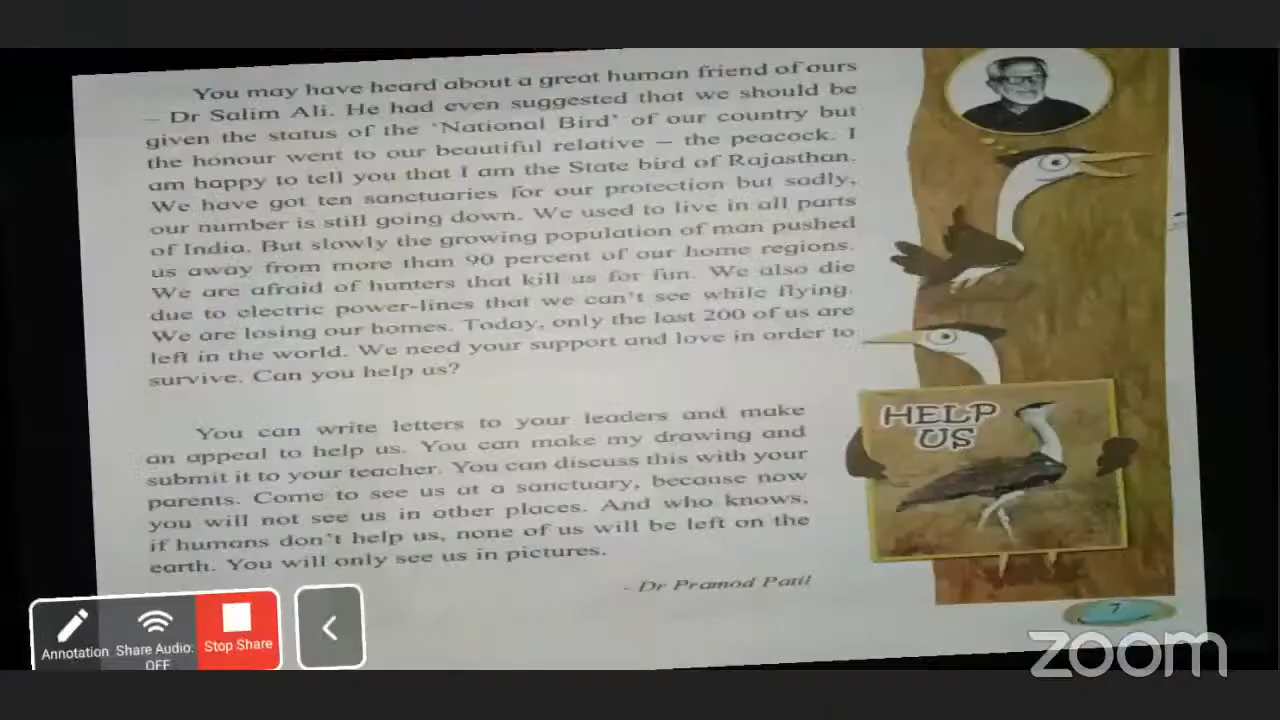 You may have heard about a great human friend of ours
– Dr Salim Ali. He had even suggested that we should be
given the status of the ‘National Bird’ of our country but
the honour went to our beautiful relative – the peacock. I
am happy to tell you that I am the State bird of Rajasthan.
We have got ten sanctuaries for our protection but sadly,
our number is still going down. We used to live in all parts
of India. But slowly the growing population of man pushed
us away from more than 90 percent of our home regions.
We are afraid of hunters that kill us for fun. We also die
due to electric power-lines that we can’t see while flying.
We are losing our homes. Today, only the last 200 of us are
left in the world. We need your support and love in order to
survive. Can you help us?
You can write letters to your leaders and make
an appeal to help us. You can make my drawing and
submit it to your teacher. You can discuss this with your
parents. Come to see us at a sanctuary, because now
you will not see us in other places. And who knows,
if humans don’t help us, none of us will be left on the
earth. You will only see us in pictures.
- Dr Pramod Patil
HELP
US
7
Annotation
Share Audio:
OFF
Stop Share
zoom